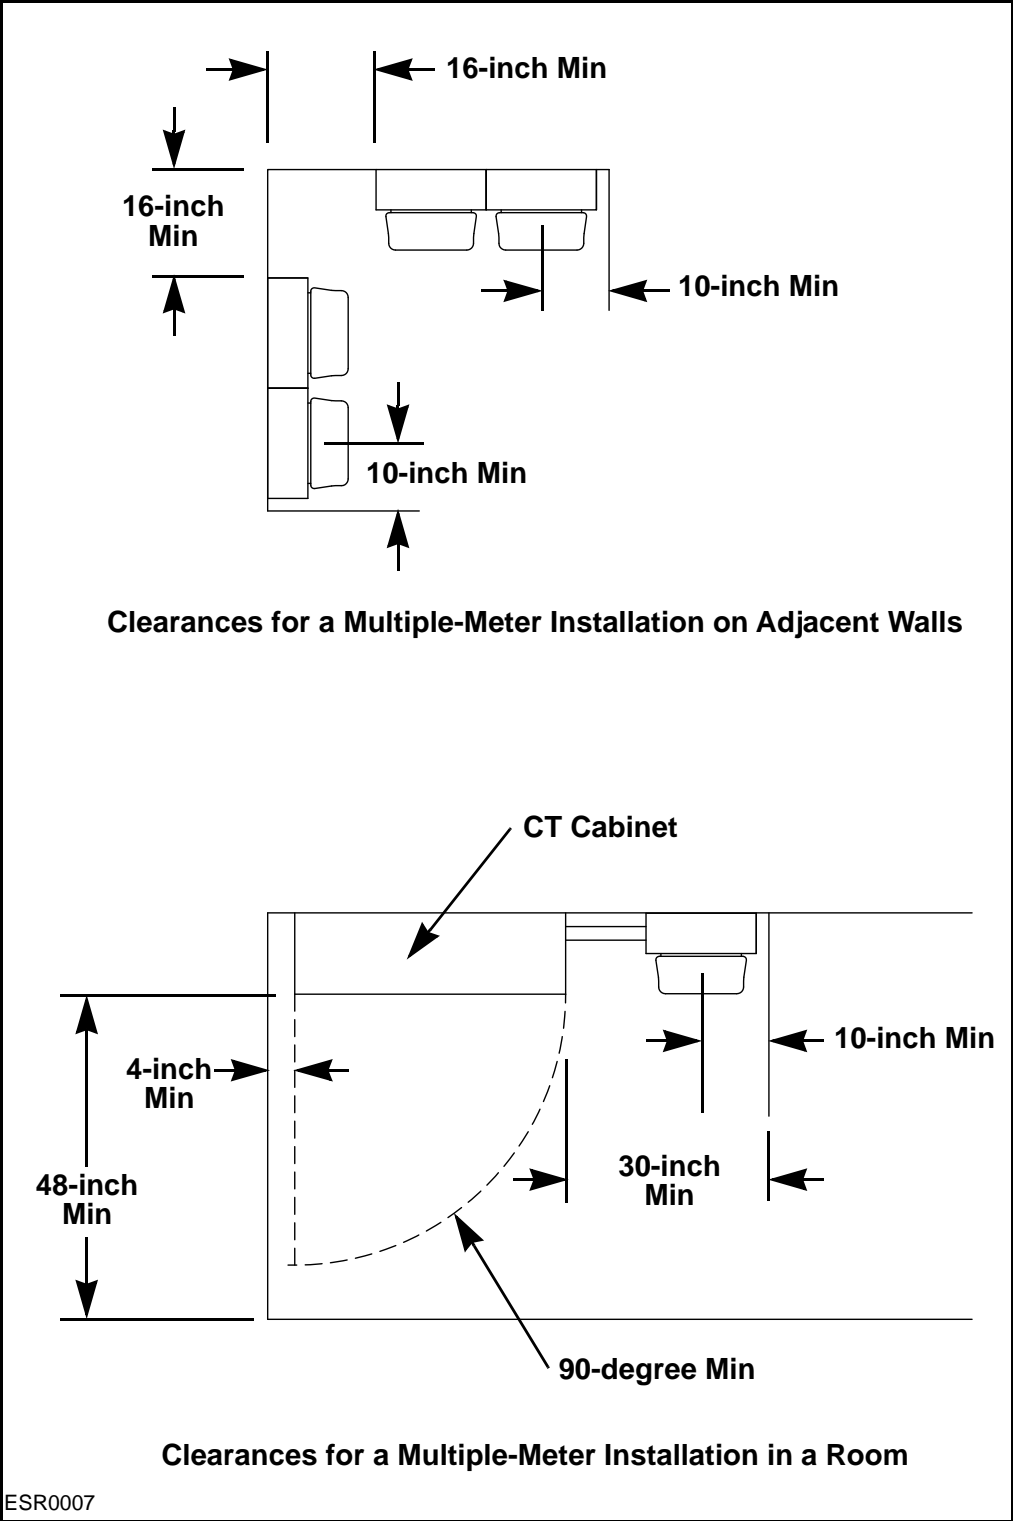 16-inch Min
16-inch
Min
10-inch Min
10-inch Min
Clearances for a Multiple-Meter Installation on Adjacent Walls
CT Cabinet
10-inch Min
4-inch
Min
30-inch
Min
48-inch
Min
90-degree Min
Clearances for a Multiple-Meter Installation in a Room
ESR0007